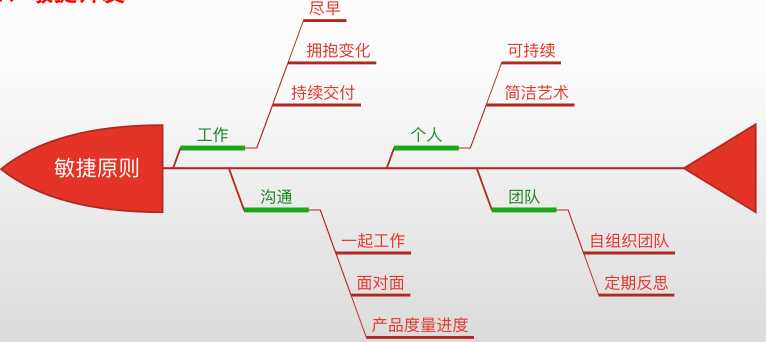 尽早
拥抱变化
持续交付
工作
可持续
简洁艺术
个人
敏捷原则
沟通
一起工作
面对面
产品度量进度
团队
自组织团队
定期反思